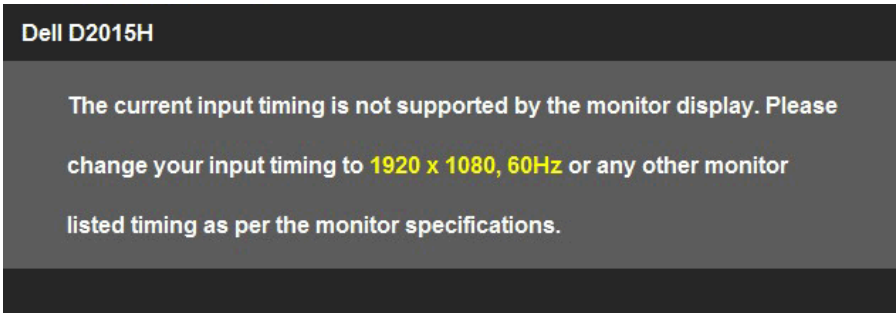 Dell D2015H
The current input timing is not supported by the monitor display. Please
change your input timing to 1920 x 1080, 60Hz or any other monitor
listed timing as per the monitor specifications.